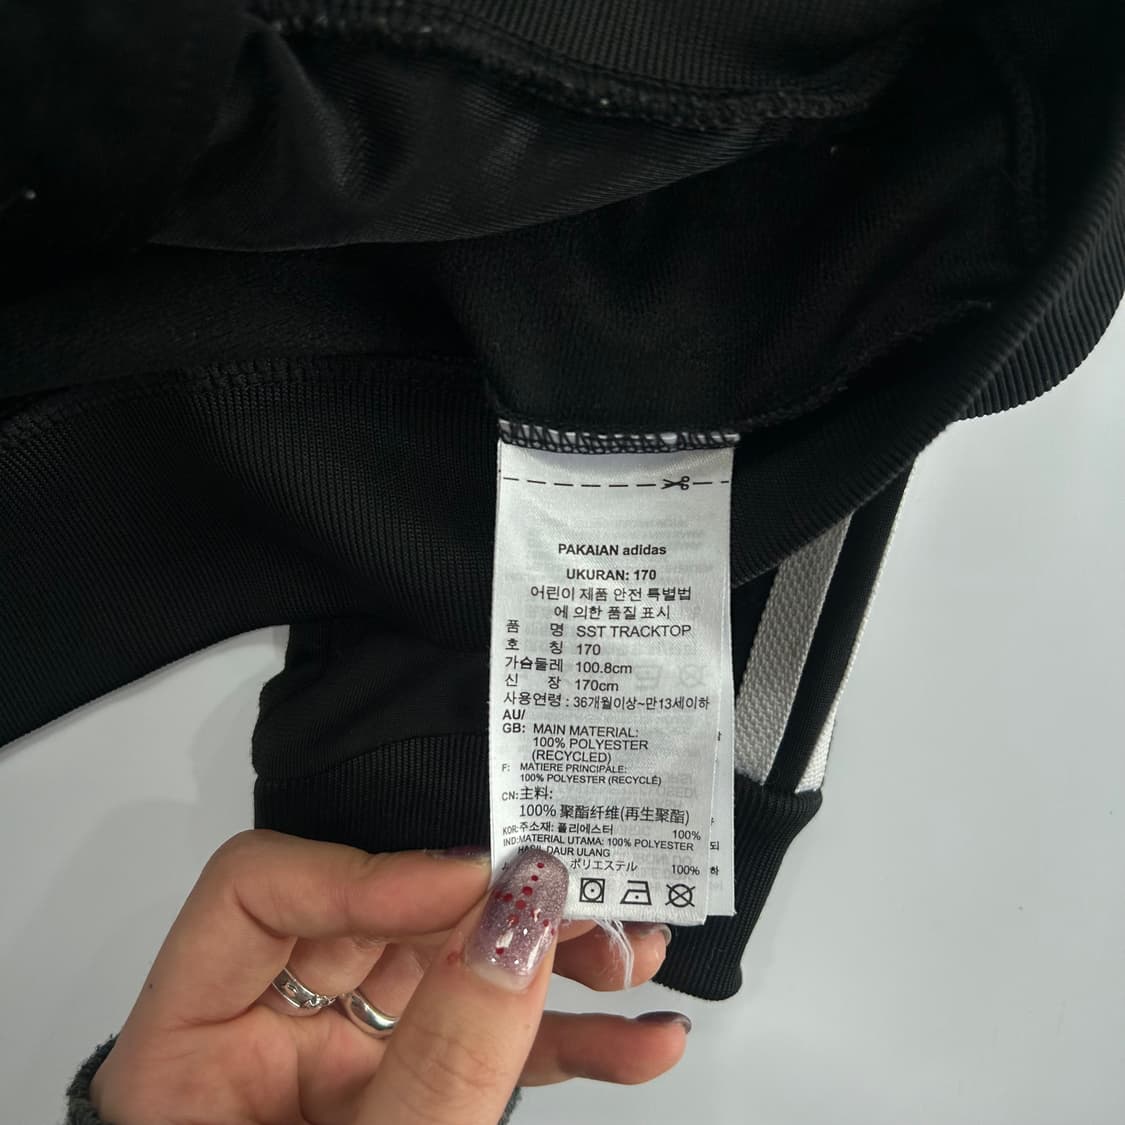 PAKAIAN adidas
UKURAN: 170
어린이 제품 안전 특별법
에 의한 품질 표시
품 명 SST TRACKTOP
호 칭 170
가슴둘레 100.8cm
신 장 170cm
사용연령 : 36개월이상~만13세이하
AU/
GB: MAIN MATERIAL:
100% POLYESTER
(RECYCLED)
F: MATIERE PRINCIPALE:
100% POLYESTER (RECYCLÉ)
CN:主料:
100% 聚酯纤维(再生聚酯)
KOR:주소재: 폴리에스터 100%
IND:MATERIAL UTAMA: 100% POLYESTER
HASIL DAUR ULANG
ポリエステル 100%